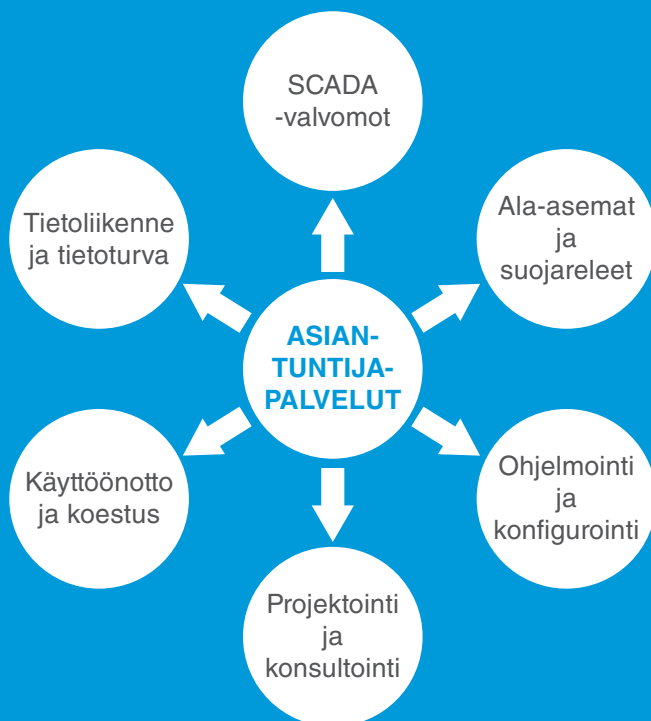 SCADA
-valvomot
Tietoliikenne
ja tietoturva
Ala-asemat
ja
suojareleet
ASIAN-
TUNTIJA-
PALVELUT
Käyttöönotto
ja koestus
Ohjelmointi
ja
konfigurointi
Projektointi
ja
konsultointi